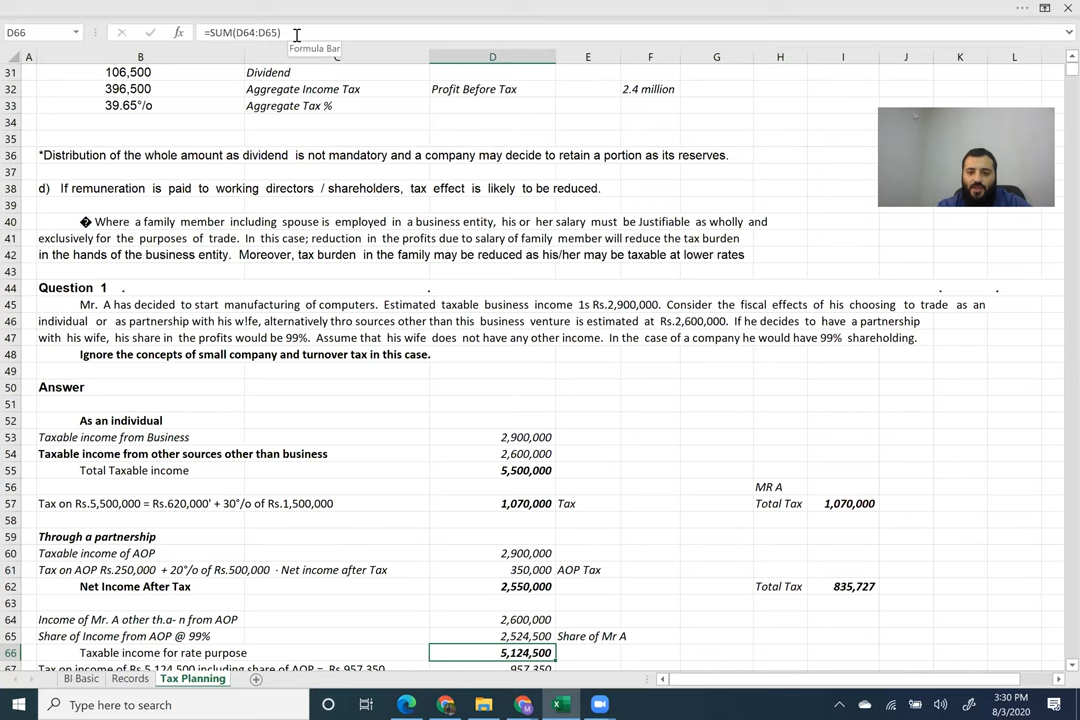 D66
=SUM(D64:D65)
Formula Bar
A B C D E F G H I J K L
31 106,500 Dividend
32 396,500 Aggregate Income Tax Profit Before Tax 2.4 million
33 39.65°/o Aggregate Tax %
34
35
36 *Distribution of the whole amount as dividend is not mandatory and a company may decide to retain a portion as its reserves.
37
38 d) If remuneration is paid to working directors / shareholders, tax effect is likely to be reduced.
39
40 � Where a family member including spouse is employed in a business entity, his or her salary must be Justifiable as wholly and
41 exclusively for the purposes of trade. In this case; reduction in the profits due to salary of family member will reduce the tax burden
42 in the hands of the business entity. Moreover, tax burden in the family may be reduced as his/her may be taxable at lower rates
43
44 Question 1 . . . .
45 Mr. A has decided to start manufacturing of computers. Estimated taxable business income 1s Rs.2,900,000. Consider the fiscal effects of his choosing to trade as an
46 individual or as partnership with his w!fe, alternatively thro sources other than this business venture is estimated at Rs.2,600,000. If he decides to have a partnership
47 with his wife, his share in the profits would be 99%. Assume that his wife does not have any other income. In the case of a company he would have 99% shareholding.
48 Ignore the concepts of small company and turnover tax in this case.
49
50 Answer
51
52 As an individual
53 Taxable income from Business 2,900,000
54 Taxable income from other sources other than business 2,600,000
55 Total Taxable income 5,500,000
56 MR A
57 Tax on Rs.5,500,000 = Rs.620,000' + 30°/o of Rs.1,500,000 1,070,000 Tax Total Tax 1,070,000
58
59 Through a partnership
60 Taxable income of AOP 2,900,000
61 Tax on AOP Rs.250,000 + 20°/o of Rs.500,000 · Net income after Tax 350,000 AOP Tax
62 Net Income After Tax 2,550,000 Total Tax 835,727
63
64 Income of Mr. A other th.a- n from AOP 2,600,000
65 Share of Income from AOP @ 99% 2,524,500 Share of Mr A
66 Taxable income for rate purpose 5,124,500
67 Tax on income of Rs.5,124,500 including share of AOP = Rs.957,350 957,350
BI Basic Records Tax Planning
Type here to search
3:30 PM
8/3/2020